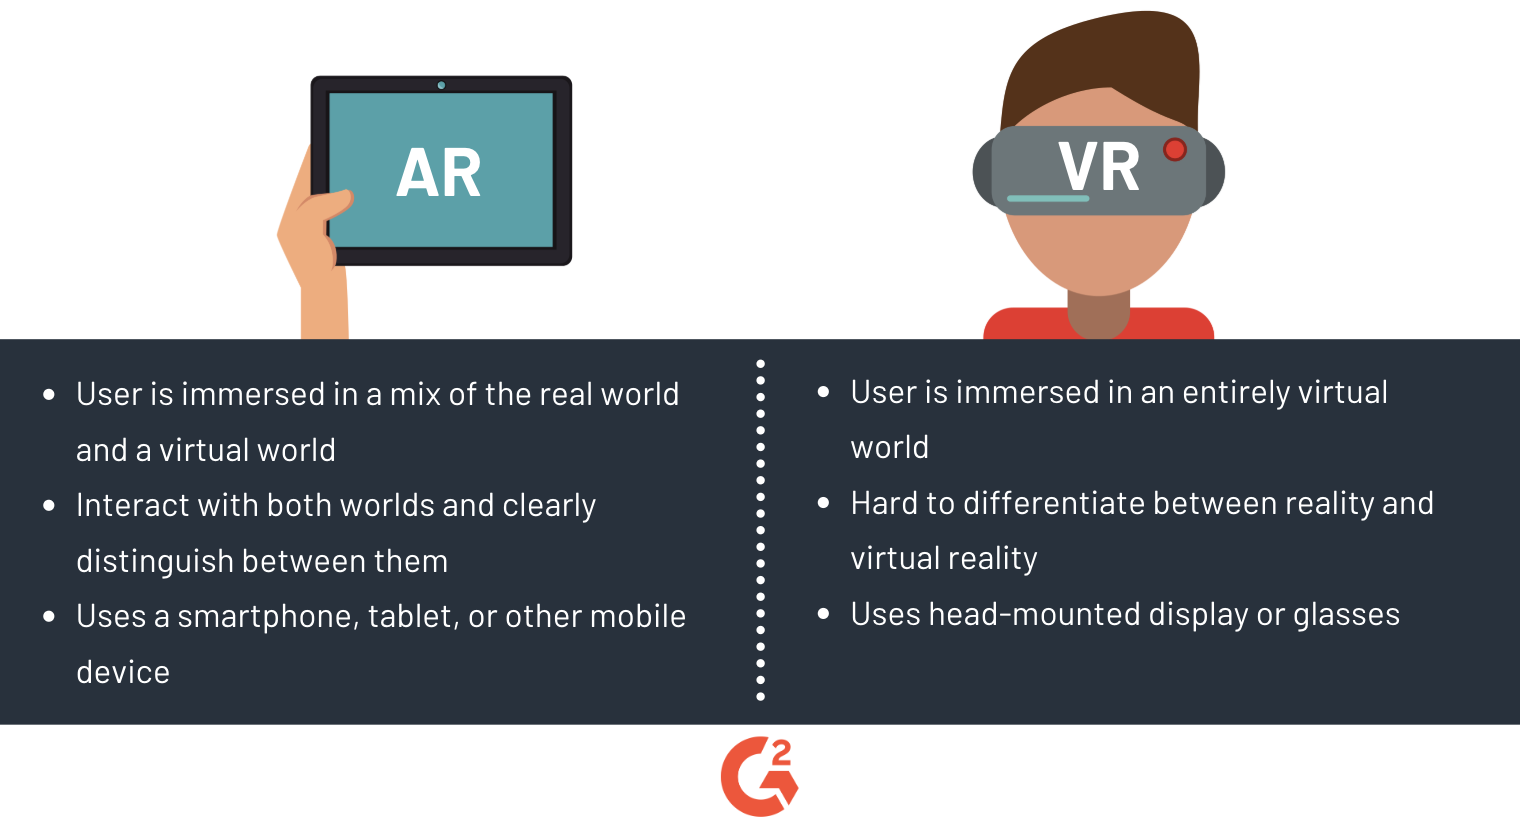 AR
VR
• User is immersed in a mix of the real world
and a virtual world
• Interact with both worlds and clearly
distinguish between them
• Uses a smartphone, tablet, or other mobile
device
• User is immersed in an entirely virtual
world
• Hard to differentiate between reality and
virtual reality
• Uses head-mounted display or glasses
G2